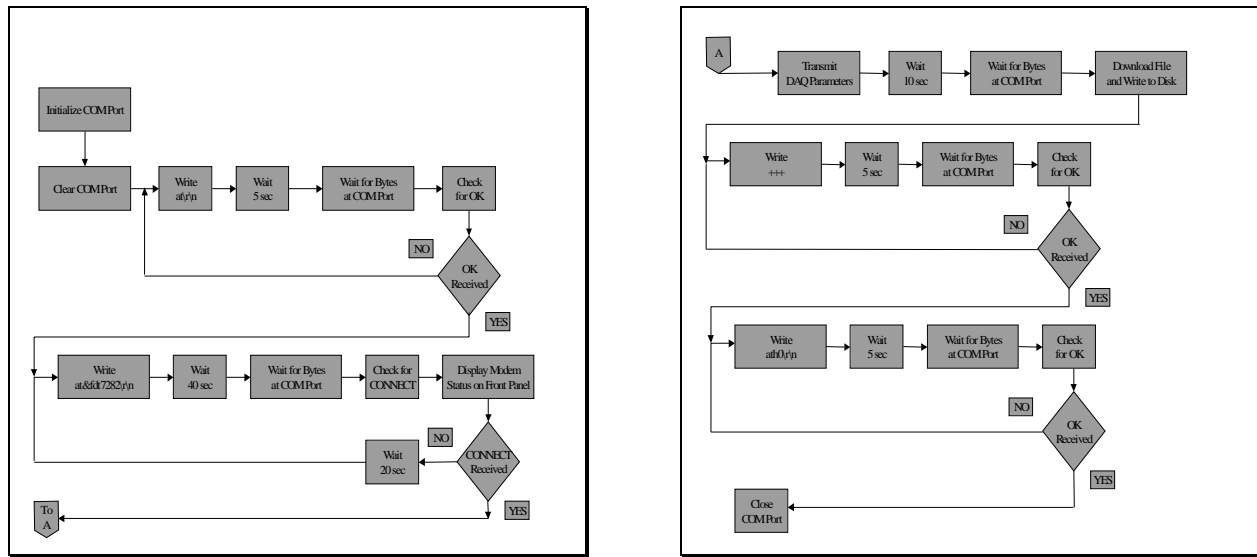 Initialize COM Port
Clear COM Port
Write
at\r\n
Wait
5 sec
Wait for Bytes
at COM Port
Check
for OK
NO
OK
Received
YES
Write
at&fdt7282\r\n
Wait
40 sec
Wait for Bytes
at COM Port
Check for
CONNECT
Display Modem
Status on Front Panel
NO
Wait
20 sec
CONNECT
Received
YES
To
A
A
Transmit
DAQ Parameters
Wait
10 sec
Wait for Bytes
at COM Port
Download File
and Write to Disk
Write
+++
Wait
5 sec
Wait for Bytes
at COM Port
Check
for OK
NO
OK
Received
YES
Write
ath0\r\n
Wait
5 sec
Wait for Bytes
at COM Port
Check
for OK
NO
OK
Received
YES
Close
COM Port